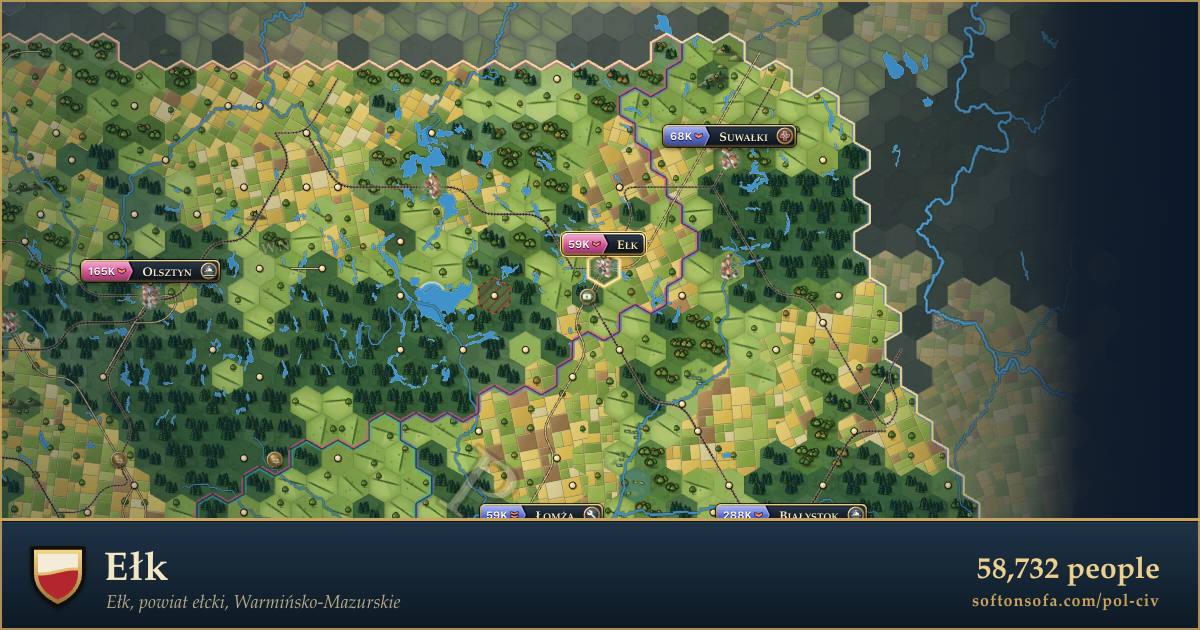 68K SUWAŁKI
59K EŁK
165K OLSZTYN
59K ŁOMŻA
288K BIAŁYSTOK
Ełk
Ełk, powiat ełcki, Warmińsko-Mazurskie
58,732 people
softonsofa.com/pol-civ